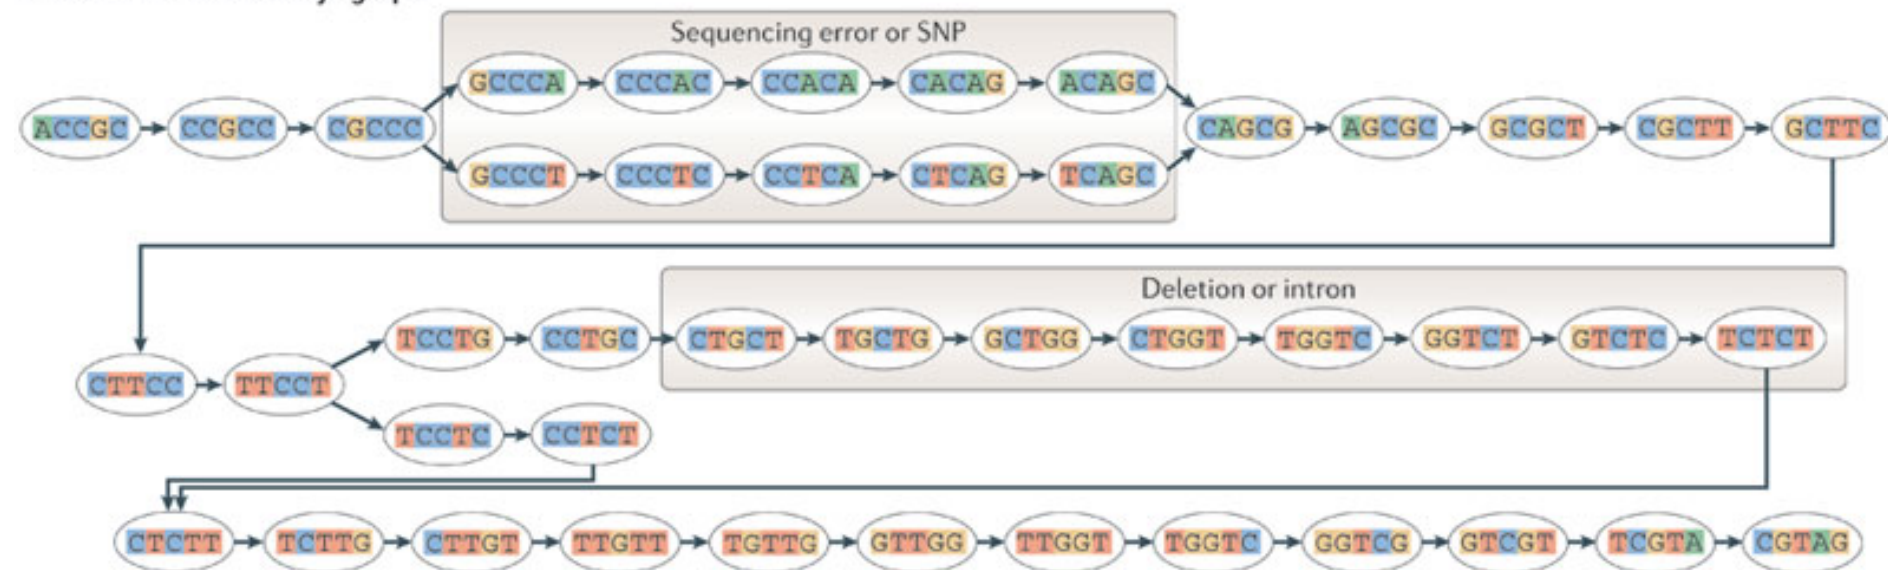 Sequencing error or SNP
GCCCA CCCAC CCACA CACAG ACAGC
ACCGC CCGCC CGCCC CAGCG AGCGC GCGCT CGCTT GCTTC
GCCCT CCCTC CCTCA CTCAG TCAGC
Deletion or intron
TCCTG CCTGC CTGCT TGCTG GCTGG CTGGT TGGTC GGTCT GTCTC TCTCT
CTTCC TTCCT
TCCTC CCTCT
CTCTT TCTTG CTTGT TTGTT TGTTG GTTGG TTGGT TGGTC GGTCG GTCGT TCGTA CGTAG